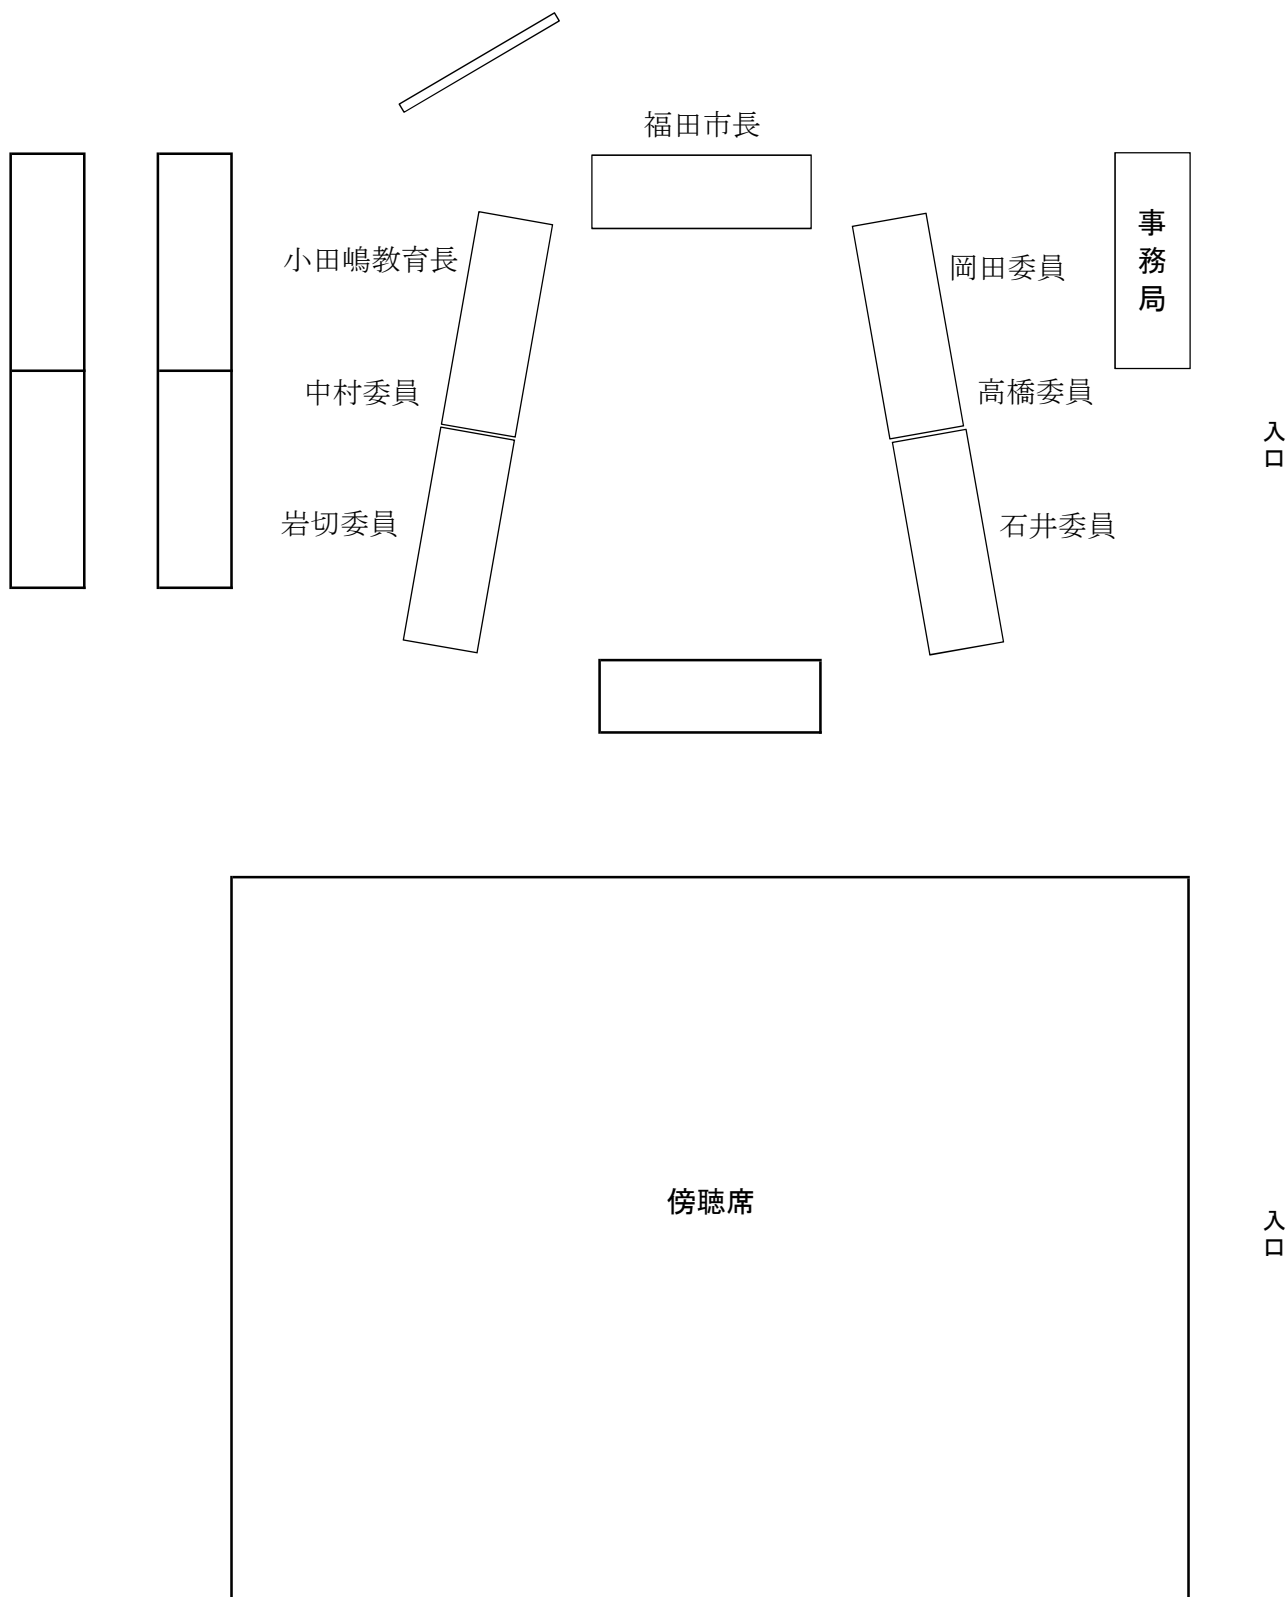 福田市長
小田嶋教育長
岡田委員
事務局
中村委員
高橋委員
入口
岩切委員
石井委員
傍聴席
入口